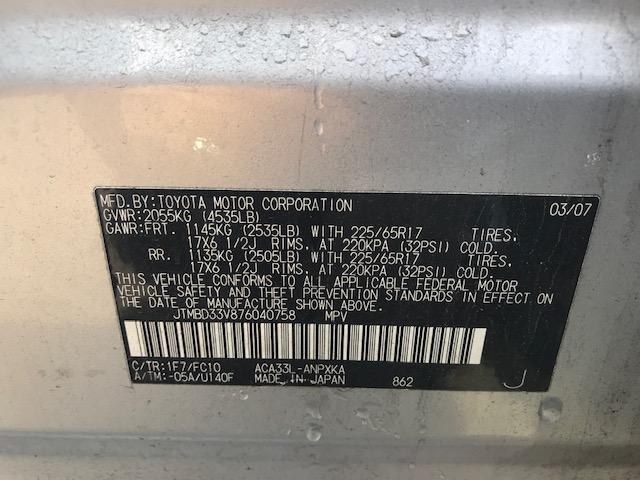 MFD.BY:TOYOTA MOTOR CORPORATION 03/07
GVWR:2055KG (4535LB)
GAWR:FRT. 1145KG (2535LB) WITH 225/65R17 TIRES,
17X6 1/2J RIMS, AT 220KPA (32PSI) COLD.
RR. 1135KG (2505LB) WITH 225/65R17 TIRES,
17X6 1/2J RIMS, AT 220KPA (32PSI) COLD.
THIS VEHICLE CONFORMS TO ALL APPLICABLE FEDERAL MOTOR
VEHICLE SAFETY AND THEFT PREVENTION STANDARDS IN EFFECT ON
THE DATE OF MANUFACTURE SHOWN ABOVE.
JTMBD33V876040758 MPV
C/TR:1F7/FC10 ACA33L-ANPXKA
A/TM:-05A/U140F MADE IN JAPAN 862 J